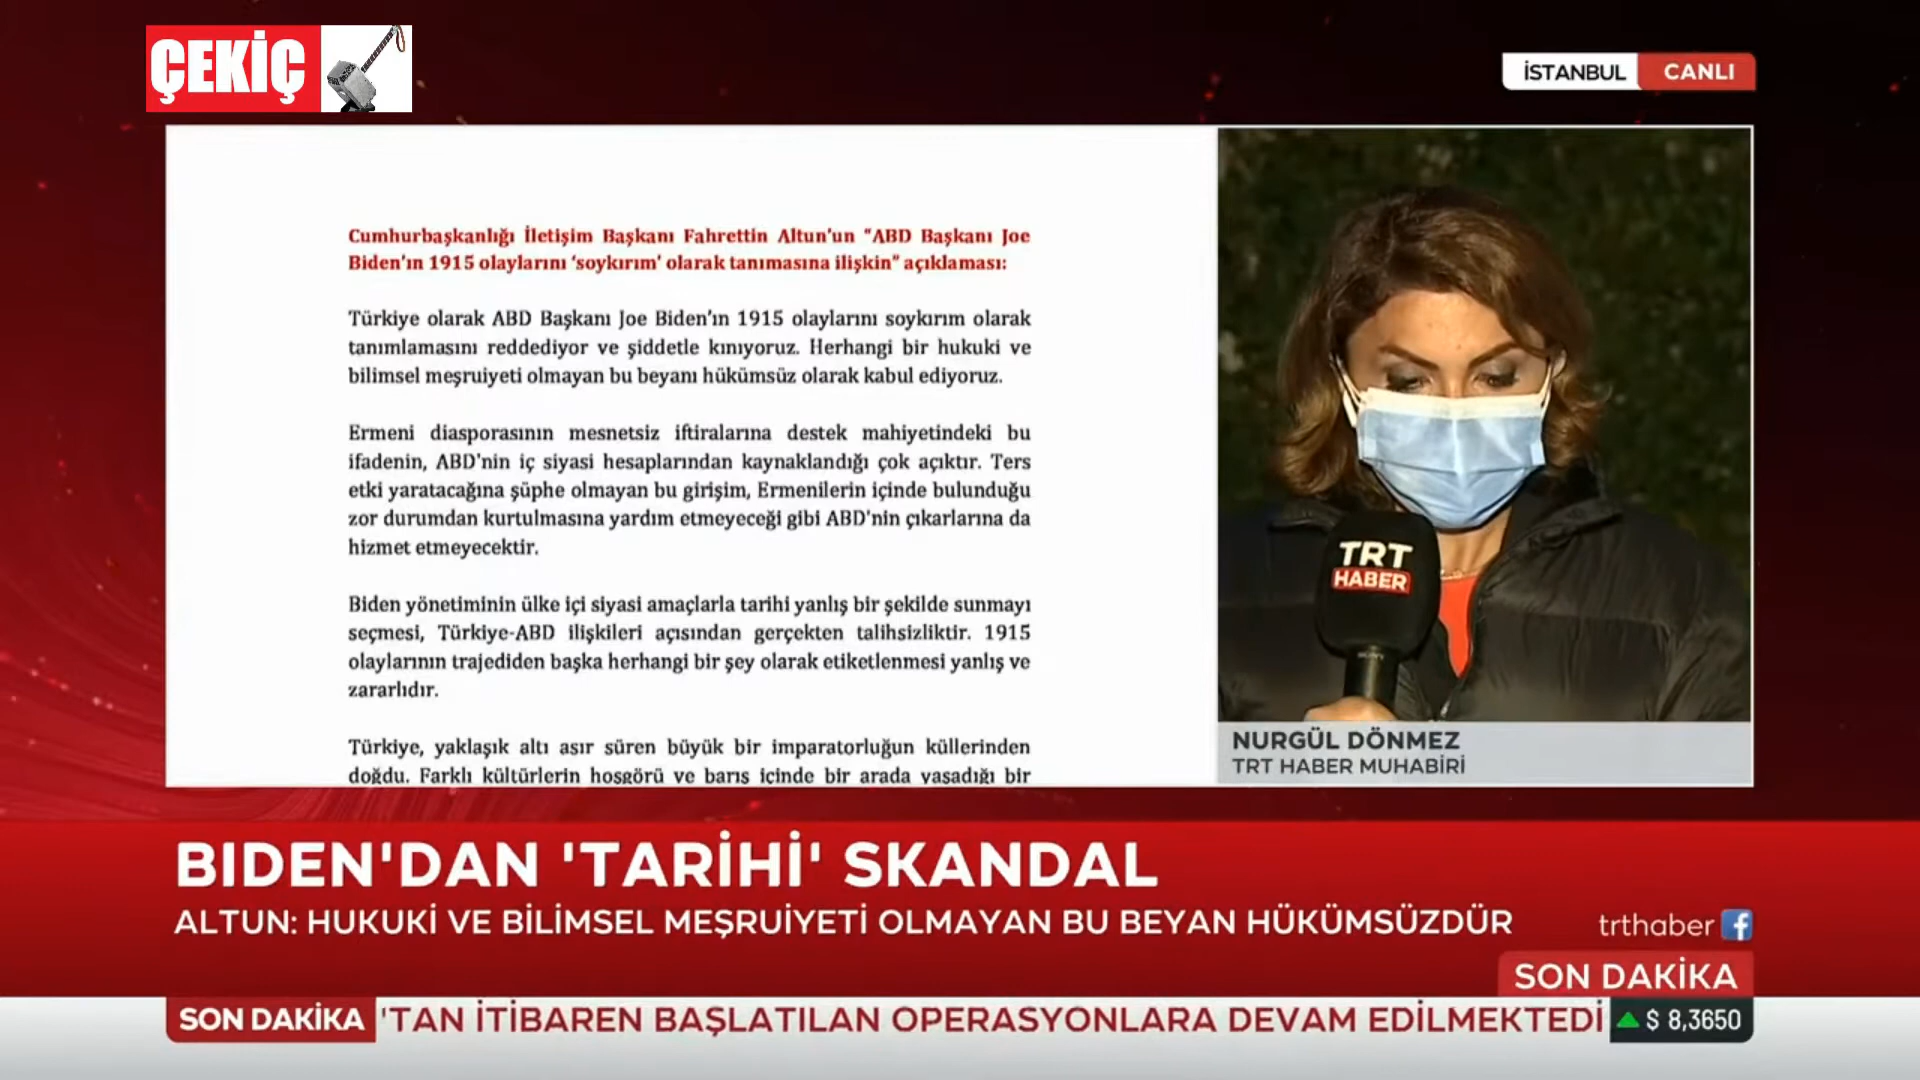 ÇEKİÇ
İSTANBUL CANLI
Cumhurbaşkanlığı İletişim Başkanı Fahrettin Altun'un "ABD Başkanı Joe
Biden'ın 1915 olaylarını 'soykırım' olarak tanımasına ilişkin" açıklaması:
Türkiye olarak ABD Başkanı Joe Biden'ın 1915 olaylarını soykırım olarak
tanımlamasını reddediyor ve şiddetle kınıyoruz. Herhangi bir hukuki ve
bilimsel meşruiyeti olmayan bu beyanı hükümsüz olarak kabul ediyoruz.
Ermeni diasporasının mesnetsiz iftiralarına destek mahiyetindeki bu
ifadenin, ABD'nin iç siyasi hesaplarından kaynaklandığı çok açıktır. Ters
etki yaratacağına şüphe olmayan bu girişim, Ermenilerin içinde bulunduğu
zor durumdan kurtulmasına yardım etmeyeceği gibi ABD'nin çıkarlarına da
hizmet etmeyecektir.
Biden yönetiminin ülke içi siyasi amaçlarla tarihi yanlış bir şekilde sunmayı
seçmesi, Türkiye-ABD ilişkileri açısından gerçekten talihsizliktir. 1915
olaylarının trajediden başka herhangi bir şey olarak etiketlenmesi yanlış ve
zararlıdır.
Türkiye, yaklaşık altı asır süren büyük bir imparatorluğun küllerinden
doğdu. Farklı kültürlerin hoşgörü ve barış içinde bir arada yaşadığı bir
TRT
HABER
SONY
NURGÜL DÖNMEZ
TRT HABER MUHABİRİ
BIDEN'DAN 'TARİHİ' SKANDAL
ALTUN: HUKUKİ VE BİLİMSEL MEŞRUİYETİ OLMAYAN BU BEYAN HÜKÜMSÜZDÜR
trthaber f
SON DAKİKA
SON DAKİKA 'TAN İTİBAREN BAŞLATILAN OPERASYONLARA DEVAM EDİLMEKTEDİ
$ 8,3650